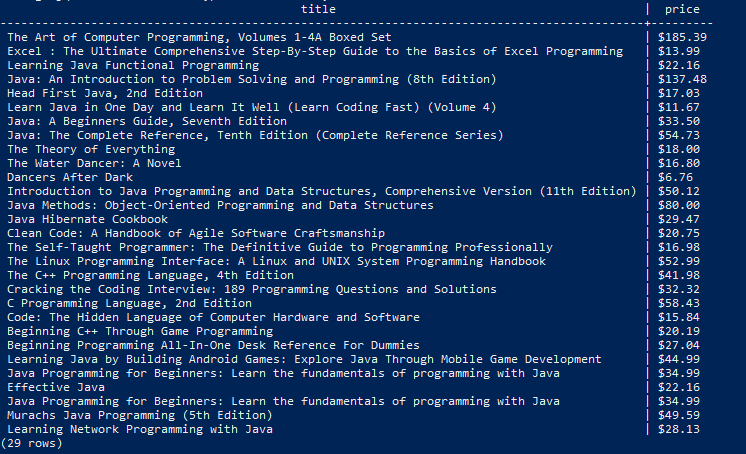 title | price
The Art of Computer Programming, Volumes 1-4A Boxed Set | $185.39
Excel : The Ultimate Comprehensive Step-By-Step Guide to the Basics of Excel Programming | $13.99
Learning Java Functional Programming | $22.16
Java: An Introduction to Problem Solving and Programming (8th Edition) | $137.48
Head First Java, 2nd Edition | $17.03
Learn Java in One Day and Learn It Well (Learn Coding Fast) (Volume 4) | $11.67
Java: A Beginners Guide, Seventh Edition | $33.50
Java: The Complete Reference, Tenth Edition (Complete Reference Series) | $54.73
The Theory of Everything | $18.00
The Water Dancer: A Novel | $16.80
Dancers After Dark | $6.76
Introduction to Java Programming and Data Structures, Comprehensive Version (11th Edition) | $50.12
Java Methods: Object-Oriented Programming and Data Structures | $80.00
Java Hibernate Cookbook | $29.47
Clean Code: A Handbook of Agile Software Craftsmanship | $20.75
The Self-Taught Programmer: The Definitive Guide to Programming Professionally | $16.98
The Linux Programming Interface: A Linux and UNIX System Programming Handbook | $52.99
The C++ Programming Language, 4th Edition | $41.98
Cracking the Coding Interview: 189 Programming Questions and Solutions | $32.32
C Programming Language, 2nd Edition | $58.43
Code: The Hidden Language of Computer Hardware and Software | $15.84
Beginning C++ Through Game Programming | $20.19
Beginning Programming All-In-One Desk Reference For Dummies | $27.04
Learning Java by Building Android Games: Explore Java Through Mobile Game Development | $44.99
Java Programming for Beginners: Learn the fundamentals of programming with Java | $34.99
Effective Java | $22.16
Java Programming for Beginners: Learn the fundamentals of programming with Java | $34.99
Murachs Java Programming (5th Edition) | $49.59
Learning Network Programming with Java | $28.13
(29 rows)